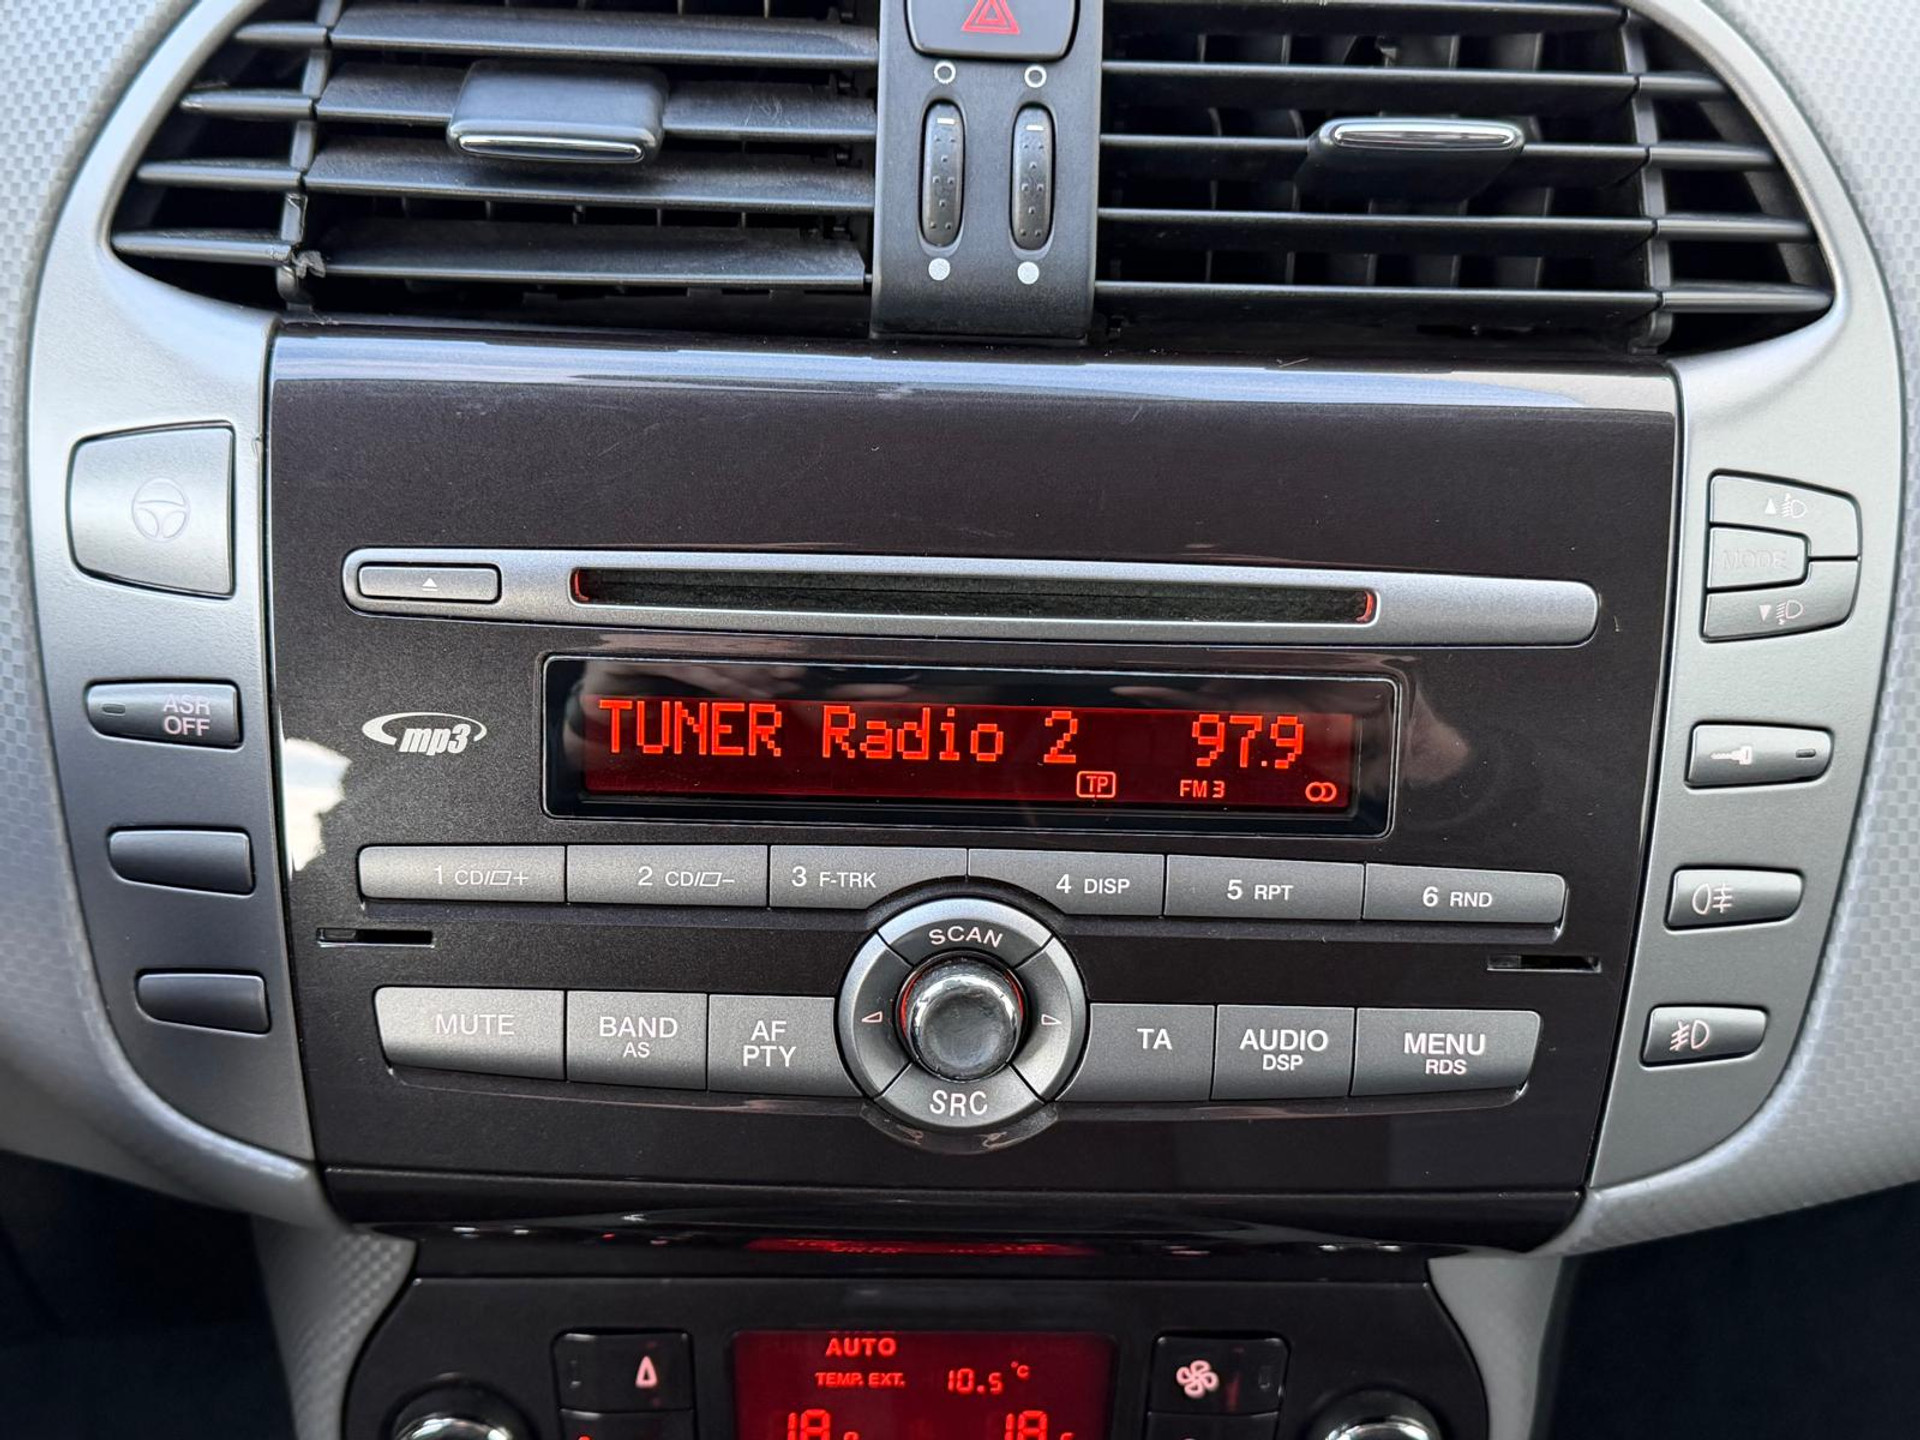 ASR
OFF
MODE
mp3
TUNER Radio 2 97.9
TP FM 3
1 CD/+
2 CD/-
3 F-TRK
4 DISP
5 RPT
6 RND
SCAN
MUTE
BAND
AS
AF
PTY
TA
AUDIO
DSP
MENU
RDS
SRC
AUTO
TEMP. EXT. 10.5 °C
18 18